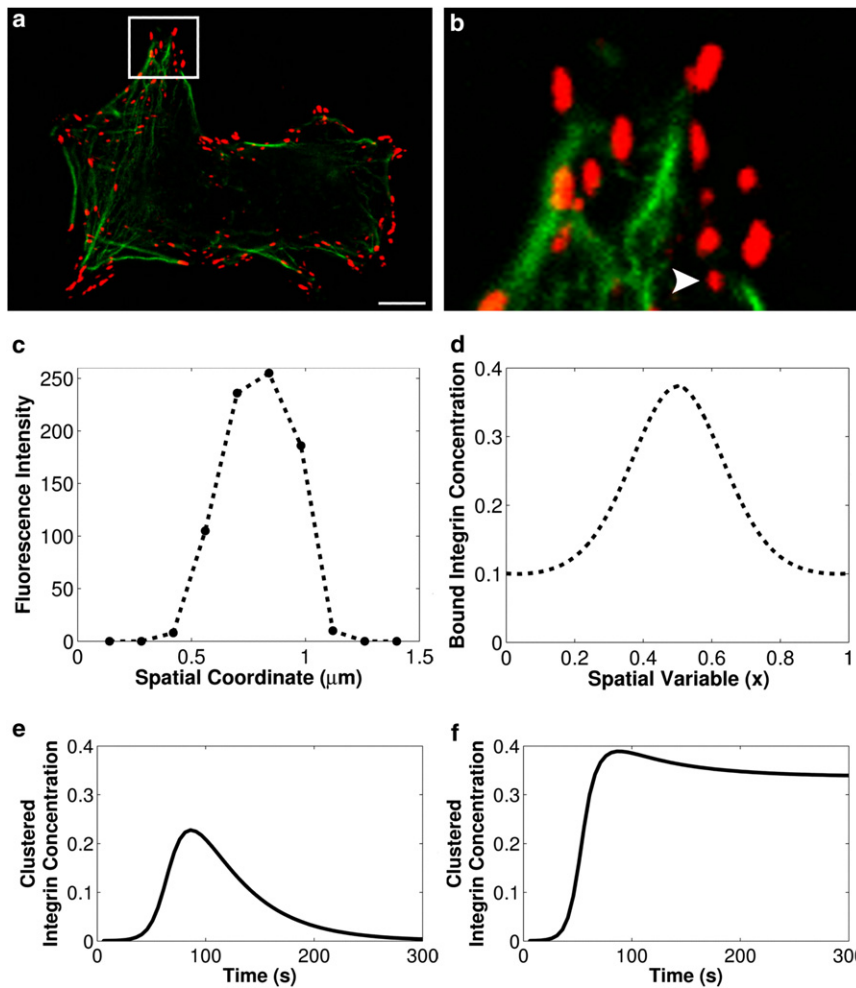 a
b
c
250
200
150
100
50
0
0
0.5
1
1.5
Fluorescence Intensity
Spatial Coordinate (μm)
d
0.4
0.3
0.2
0.1
0
0
0.2
0.4
0.6
0.8
1
Bound Integrin Concentration
Spatial Variable (x)
e
0.4
0.3
0.2
0.1
0
0
100
200
300
Clustered
Integrin Concentration
Time (s)
f
0.4
0.3
0.2
0.1
0
0
100
200
300
Clustered
Integrin Concentration
Time (s)